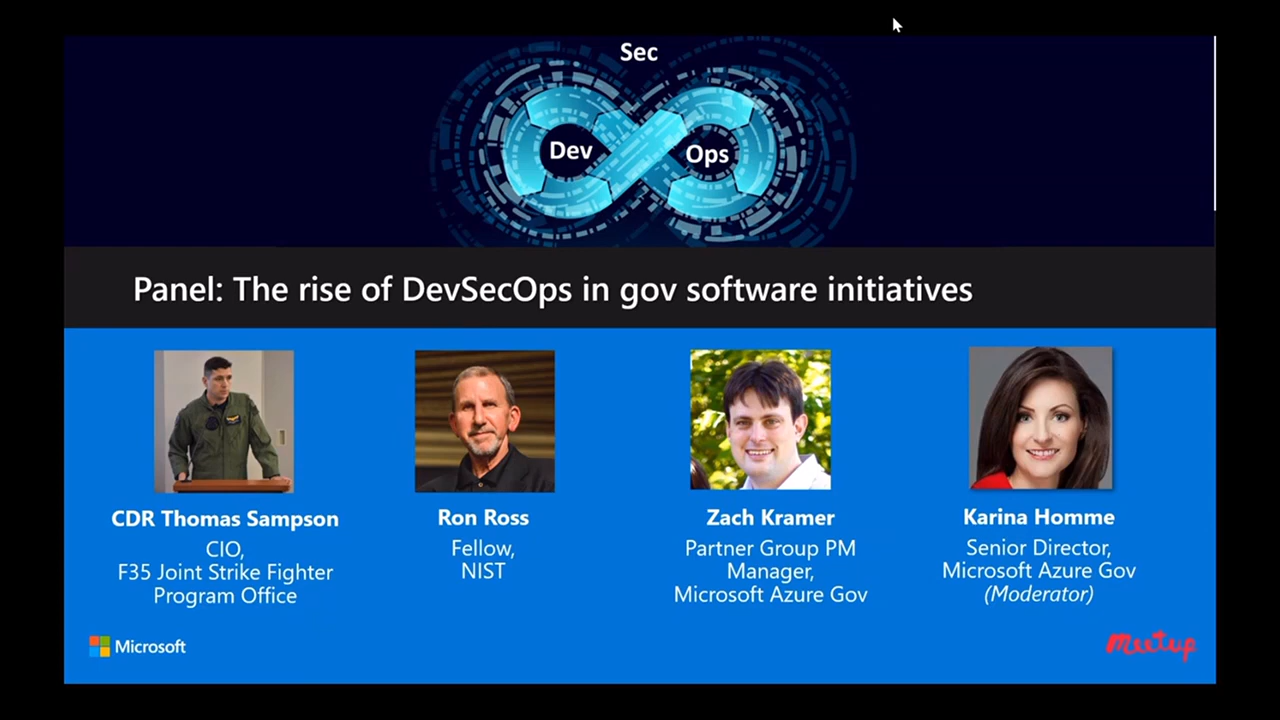 Sec
Dev
Ops
Panel: The rise of DevSecOps in gov software initiatives
CDR Thomas Sampson
CIO,
F35 Joint Strike Fighter
Program Office
Ron Ross
Fellow,
NIST
Zach Kramer
Partner Group PM
Manager,
Microsoft Azure Gov
Karina Homme
Senior Director,
Microsoft Azure Gov
(Moderator)
Microsoft
meetup